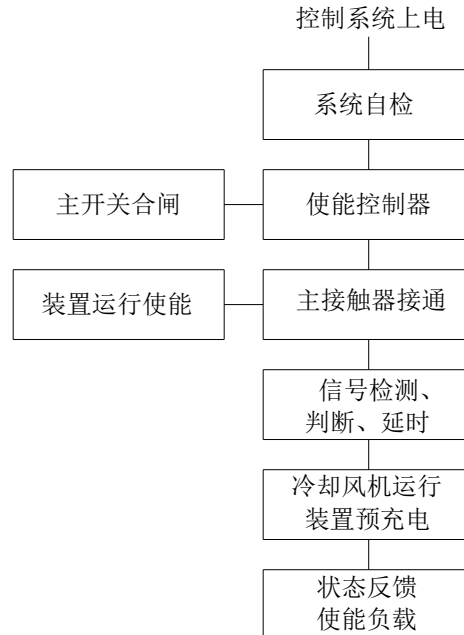 控制系统上电
系统自检
主开关合闸
使能控制器
装置运行使能
主接触器接通
信号检测、
判断、延时
冷却风机运行
装置预充电
状态反馈
使能负载